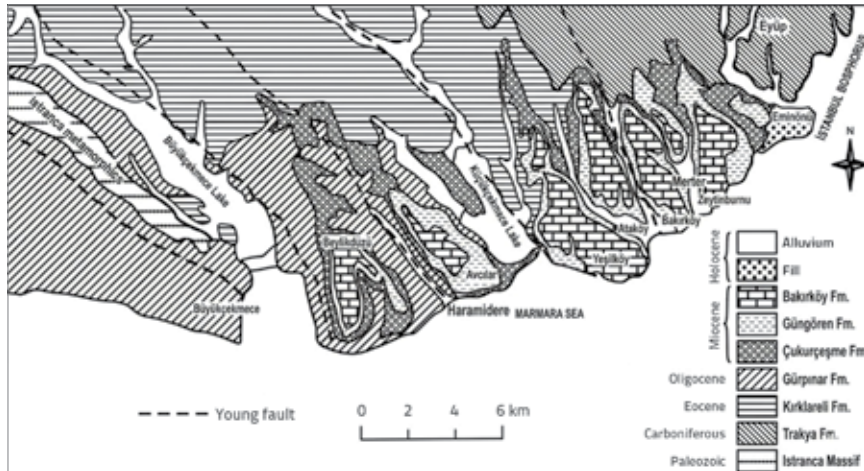 Eyüp
ISTANBUL BOSPHORUS
Eminönü
N
Istranca metamorphics
Büyükçekmece Lake
Küçükçekmece Lake
Merter
Zeytinburnu
Bakırköy
Ataköy
Yeşilköy
Beylikdüzü
Avcılar
Büyükçekmece
Haramidere
MARMARA SEA
Holocene
Alluvium
Fill
Miocene
Bakırköy Fm.
Güngören Fm.
Çukurçeşme Fm
Oligocene Gürpınar Fm.
Eocene Kırklareli Fm.
Carboniferous Trakya Fm.
Paleozoic Istranca Massif
Young fault
0 2 4 6 km